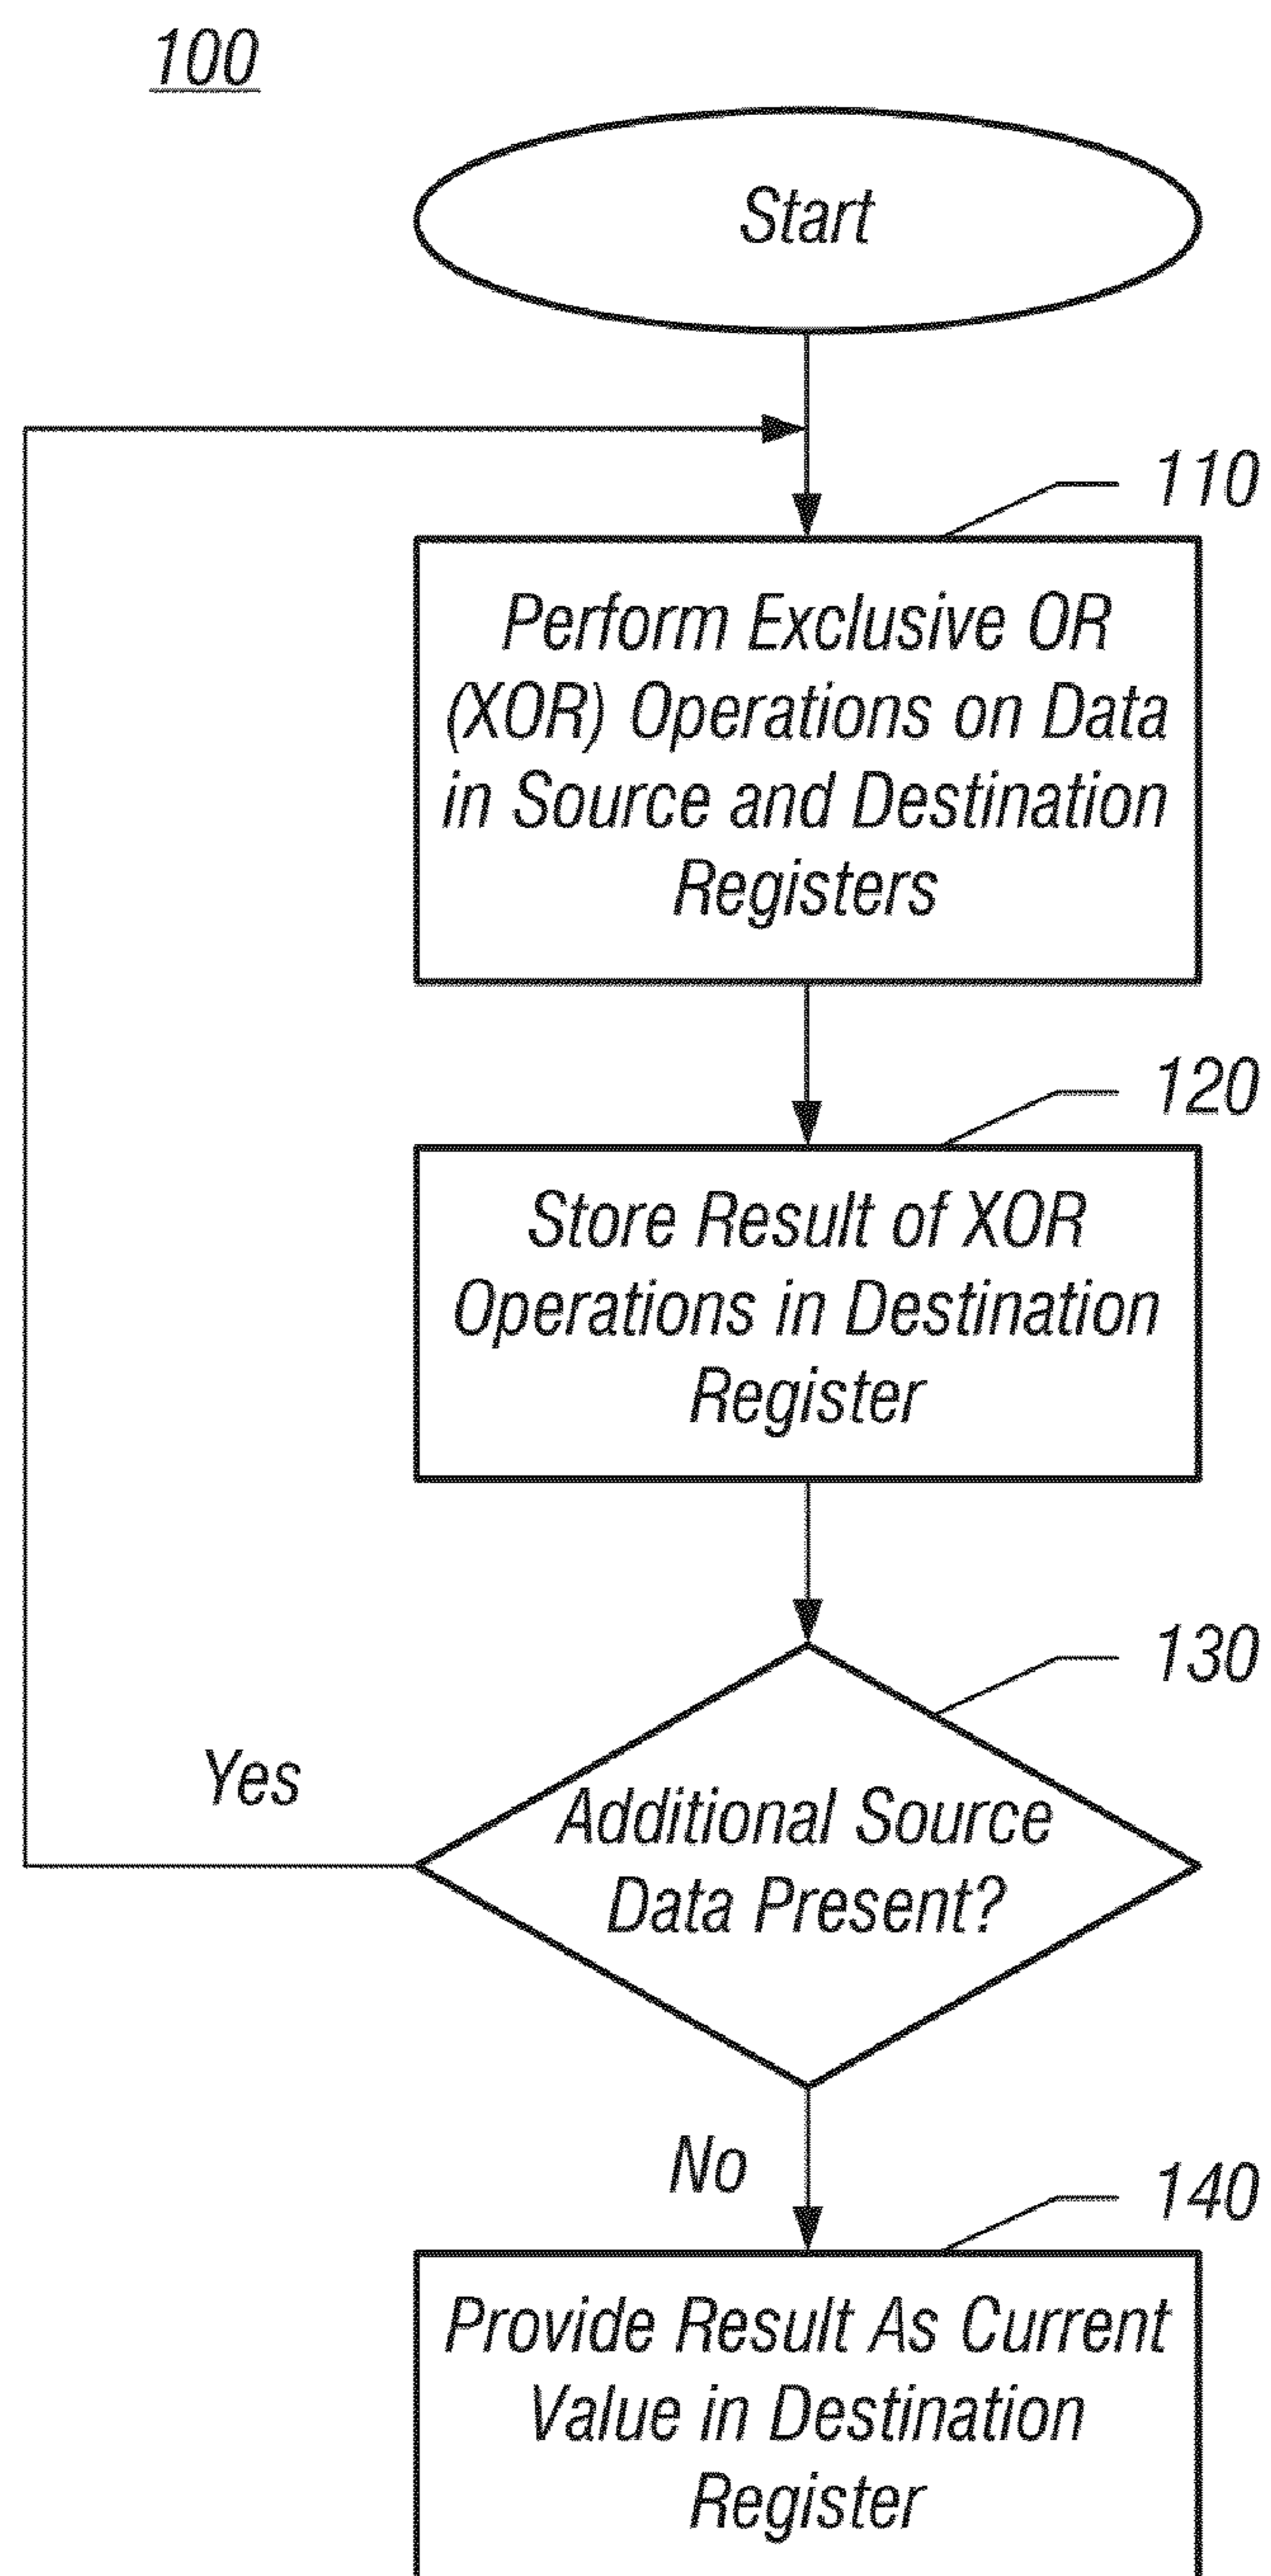 100
Start
110
Perform Exclusive OR
(XOR) Operations on Data
in Source and Destination
Registers
120
Store Result of XOR
Operations in Destination
Register
130
Yes
Additional Source
Data Present?
No
140
Provide Result As Current
Value in Destination
Register